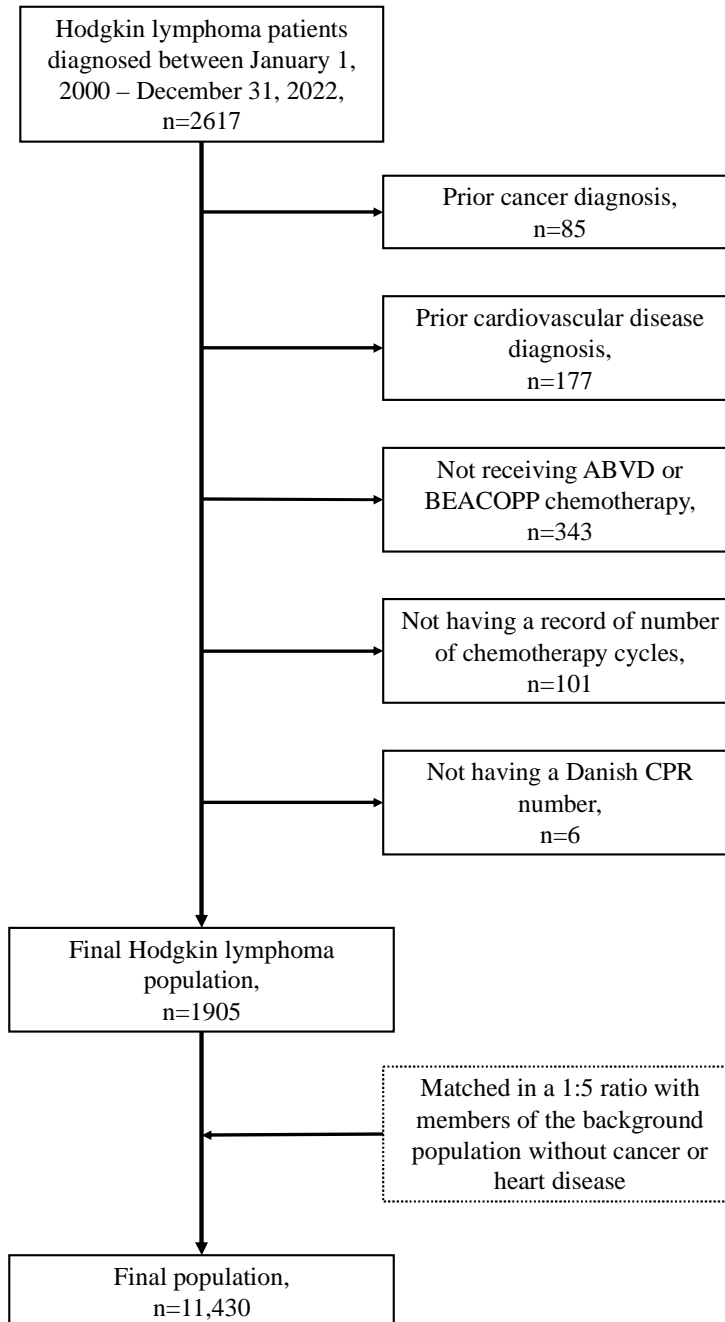 Hodgkin lymphoma patients
diagnosed between January 1,
2000 – December 31, 2022,
n=2617
Prior cancer diagnosis,
n=85
Prior cardiovascular disease
diagnosis,
n=177
Not receiving ABVD or
BEACOPP chemotherapy,
n=343
Not having a record of number
of chemotherapy cycles,
n=101
Not having a Danish CPR
number,
n=6
Final Hodgkin lymphoma
population,
n=1905
Matched in a 1:5 ratio with
members of the background
population without cancer or
heart disease
Final population,
n=11,430